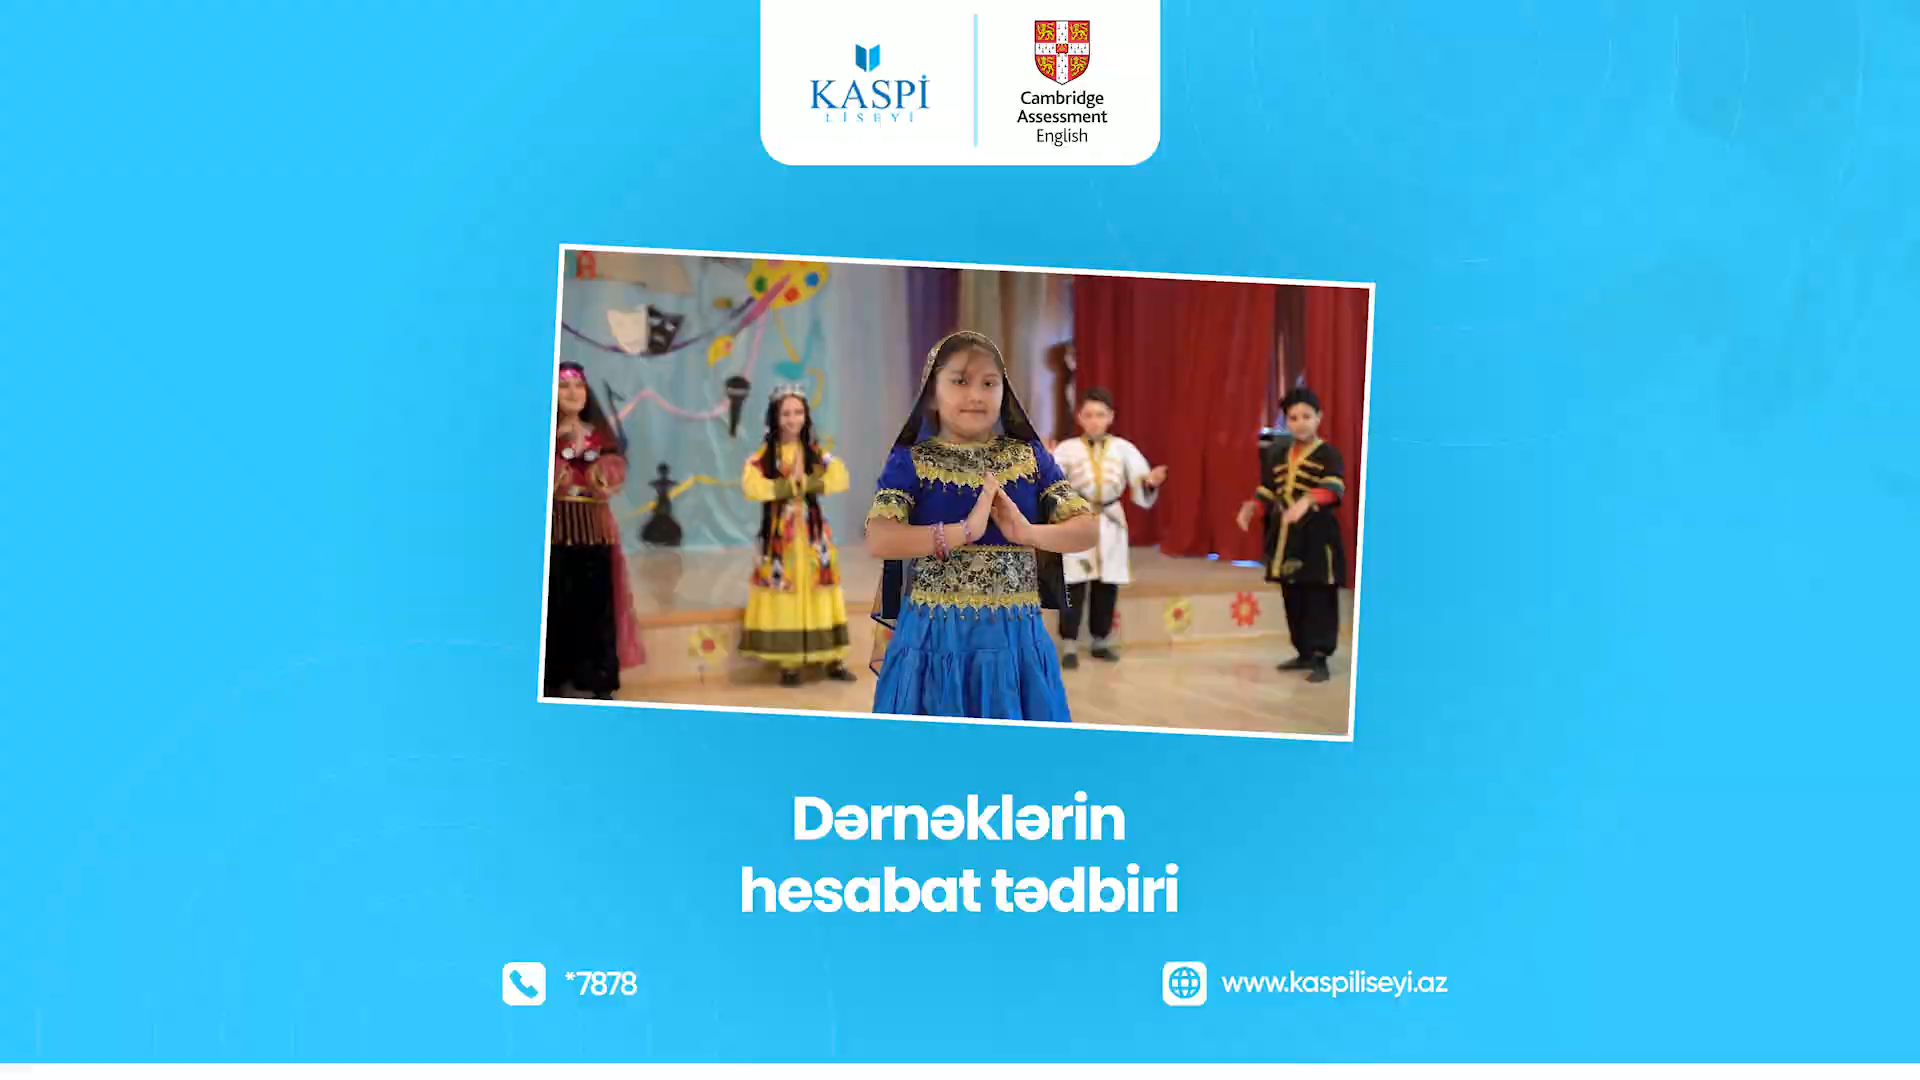 KASPİ
LİSEYİ
Cambridge
Assessment
English
A
Dərnəklərin
hesabat tədbiri
*7878
www.kaspiliseyi.az